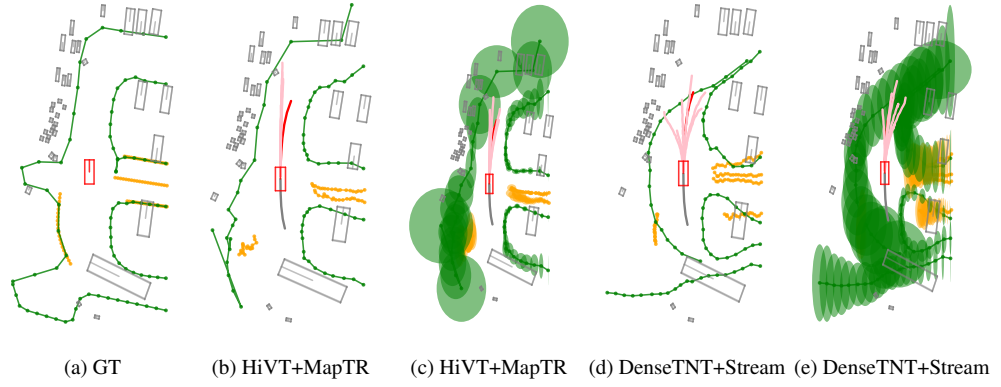 (a) GT
(b) HiVT+MapTR
(c) HiVT+MapTR
(d) DenseTNT+Stream
(e) DenseTNT+Stream